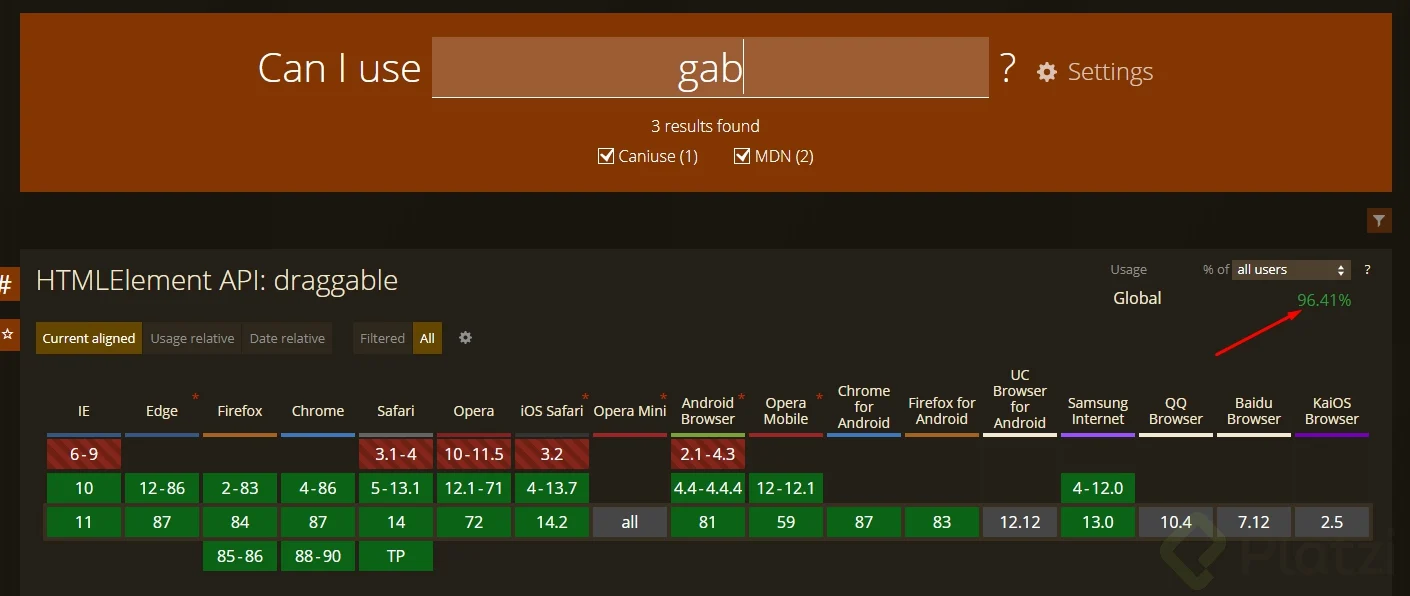 Can I use gab ? Settings
3 results found
Caniuse (1) MDN (2)
#
HTMLElement API: draggable
Usage % of all users ?
Global 96.41%
Current aligned Usage relative Date relative Filtered All
IE Edge * Firefox Chrome Safari Opera iOS Safari * Opera Mini * Android Browser * Opera Mobile * Chrome for Android Firefox for Android UC Browser for Android Samsung Internet QQ Browser Baidu Browser KaiOS Browser
6-9 3.1-4 10-11.5 3.2 2.1-4.3
10 12-86 2-83 4-86 5-13.1 12.1-71 4-13.7 4.4-4.4.4 12-12.1 4-12.0
11 87 84 87 14 72 14.2 all 81 59 87 83 12.12 13.0 10.4 7.12 2.5
85-86 88-90 TP
Platzi